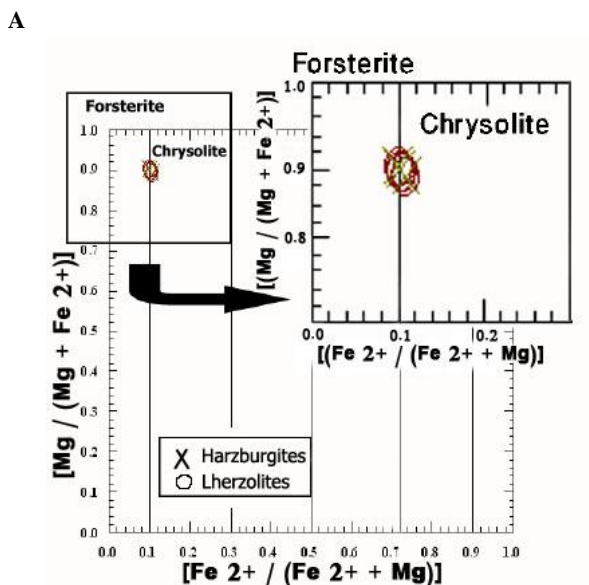 A
Forsterite
Chrysolite
1.0
0.9
0.8
0.7
0.6
0.5
0.4
0.3
0.2
0.1
0.0
[Mg / (Mg + Fe 2+)]
0.0 0.1 0.2 0.3 0.4 0.5 0.6 0.7 0.8 0.9 1.0
[Fe 2+ / (Fe 2+ + Mg)]
X Harzburgites
Lherzolites
Forsterite
Chrysolite
1.0
0.9
0.8
[(Mg / (Mg + Fe 2+)]
0.0 0.1 0.2
[(Fe 2+ / (Fe 2+ + Mg)]